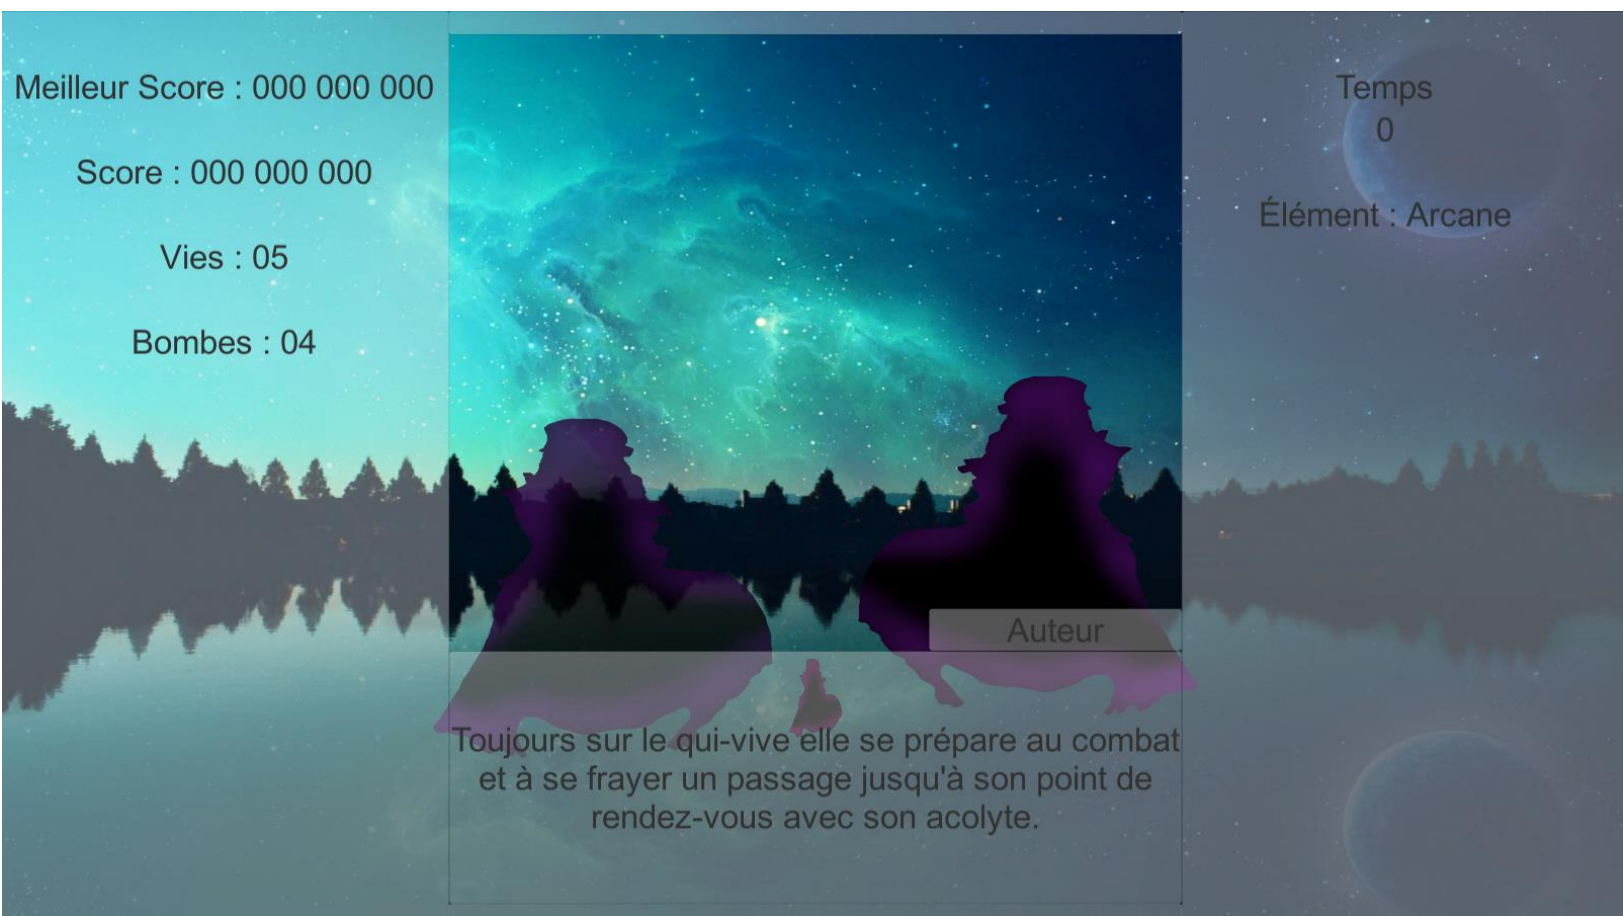 Meilleur Score : 000 000 000
Score : 000 000 000
Vies : 05
Bombes : 04
Temps
0
Élément : Arcane
Auteur
Toujours sur le qui-vive elle se prépare au combat
et à se frayer un passage jusqu'à son point de
rendez-vous avec son acolyte.